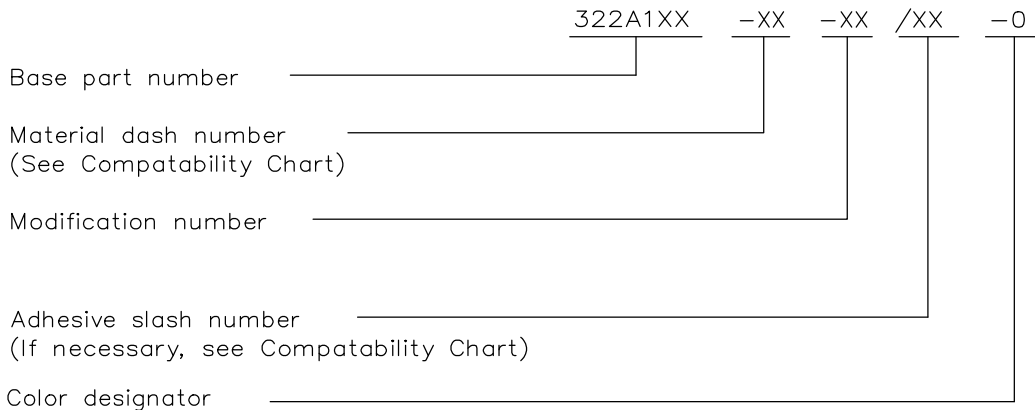 322A1XX -XX -XX /XX -0
Base part number
Material dash number
(See Compatability Chart)
Modification number
Adhesive slash number
(If necessary, see Compatability Chart)
Color designator